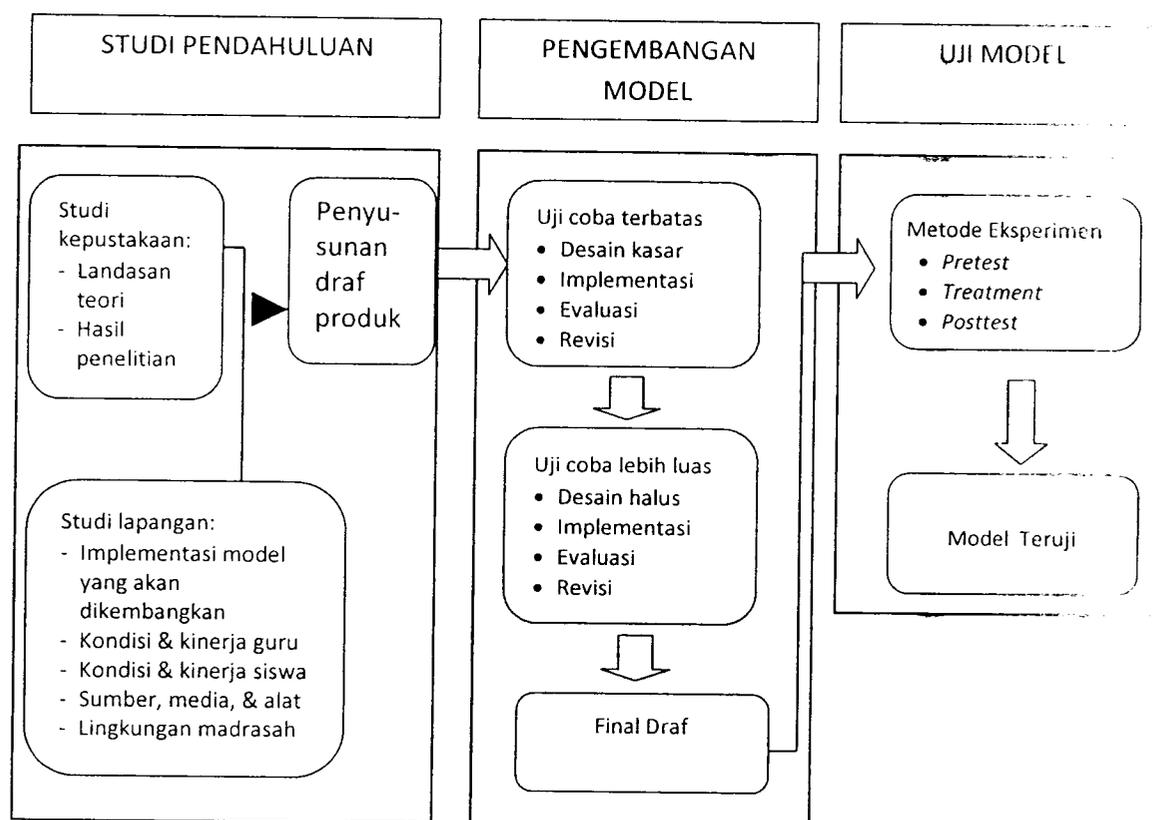 STUDI PENDAHULUAN
PENGEMBANGAN
MODEL
UJI MODEL
Studi
kepustakaan:
- Landasan
teori
- Hasil
penelitian
Penyu-
sunan
draf
produk
Studi lapangan:
- Implementasi model
yang akan
dikembangkan
- Kondisi & kinerja guru
- Kondisi & kinerja siswa
- Sumber, media, & alat
- Lingkungan madrasah
Uji coba terbatas
• Desain kasar
• Implementasi
• Evaluasi
• Revisi
Uji coba lebih luas
• Desain halus
• Implementasi
• Evaluasi
• Revisi
Final Draf
Metode Eksperimen
• Pretest
• Treatment
• Posttest
Model Teruji